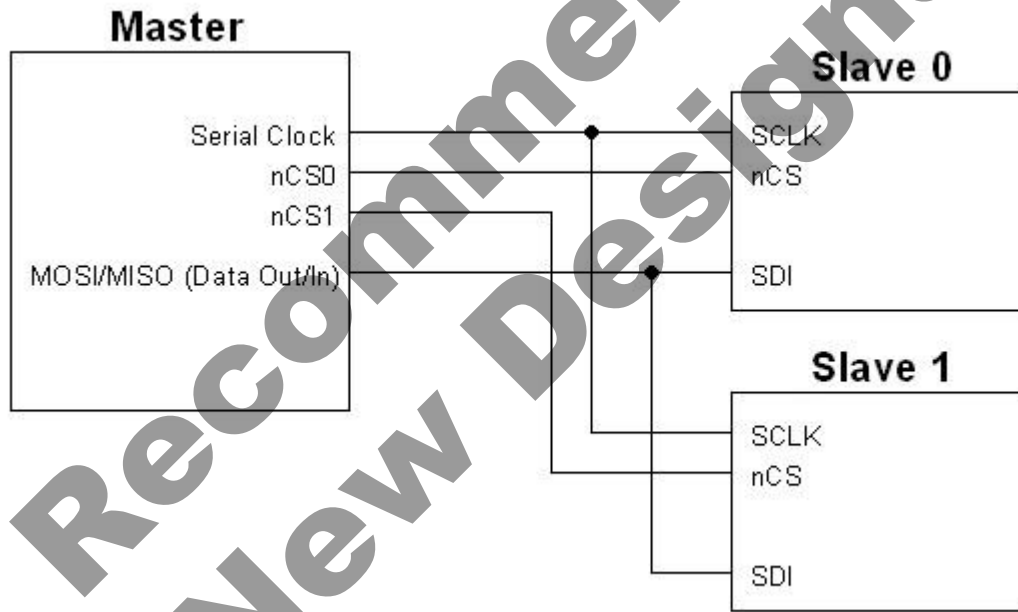 Master
Serial Clock
nCS0
nCS1
MOSI/MISO (Data Out/In)
Slave 0
SCLK
nCS
SDI
Slave 1
SCLK
nCS
SDI
New Design